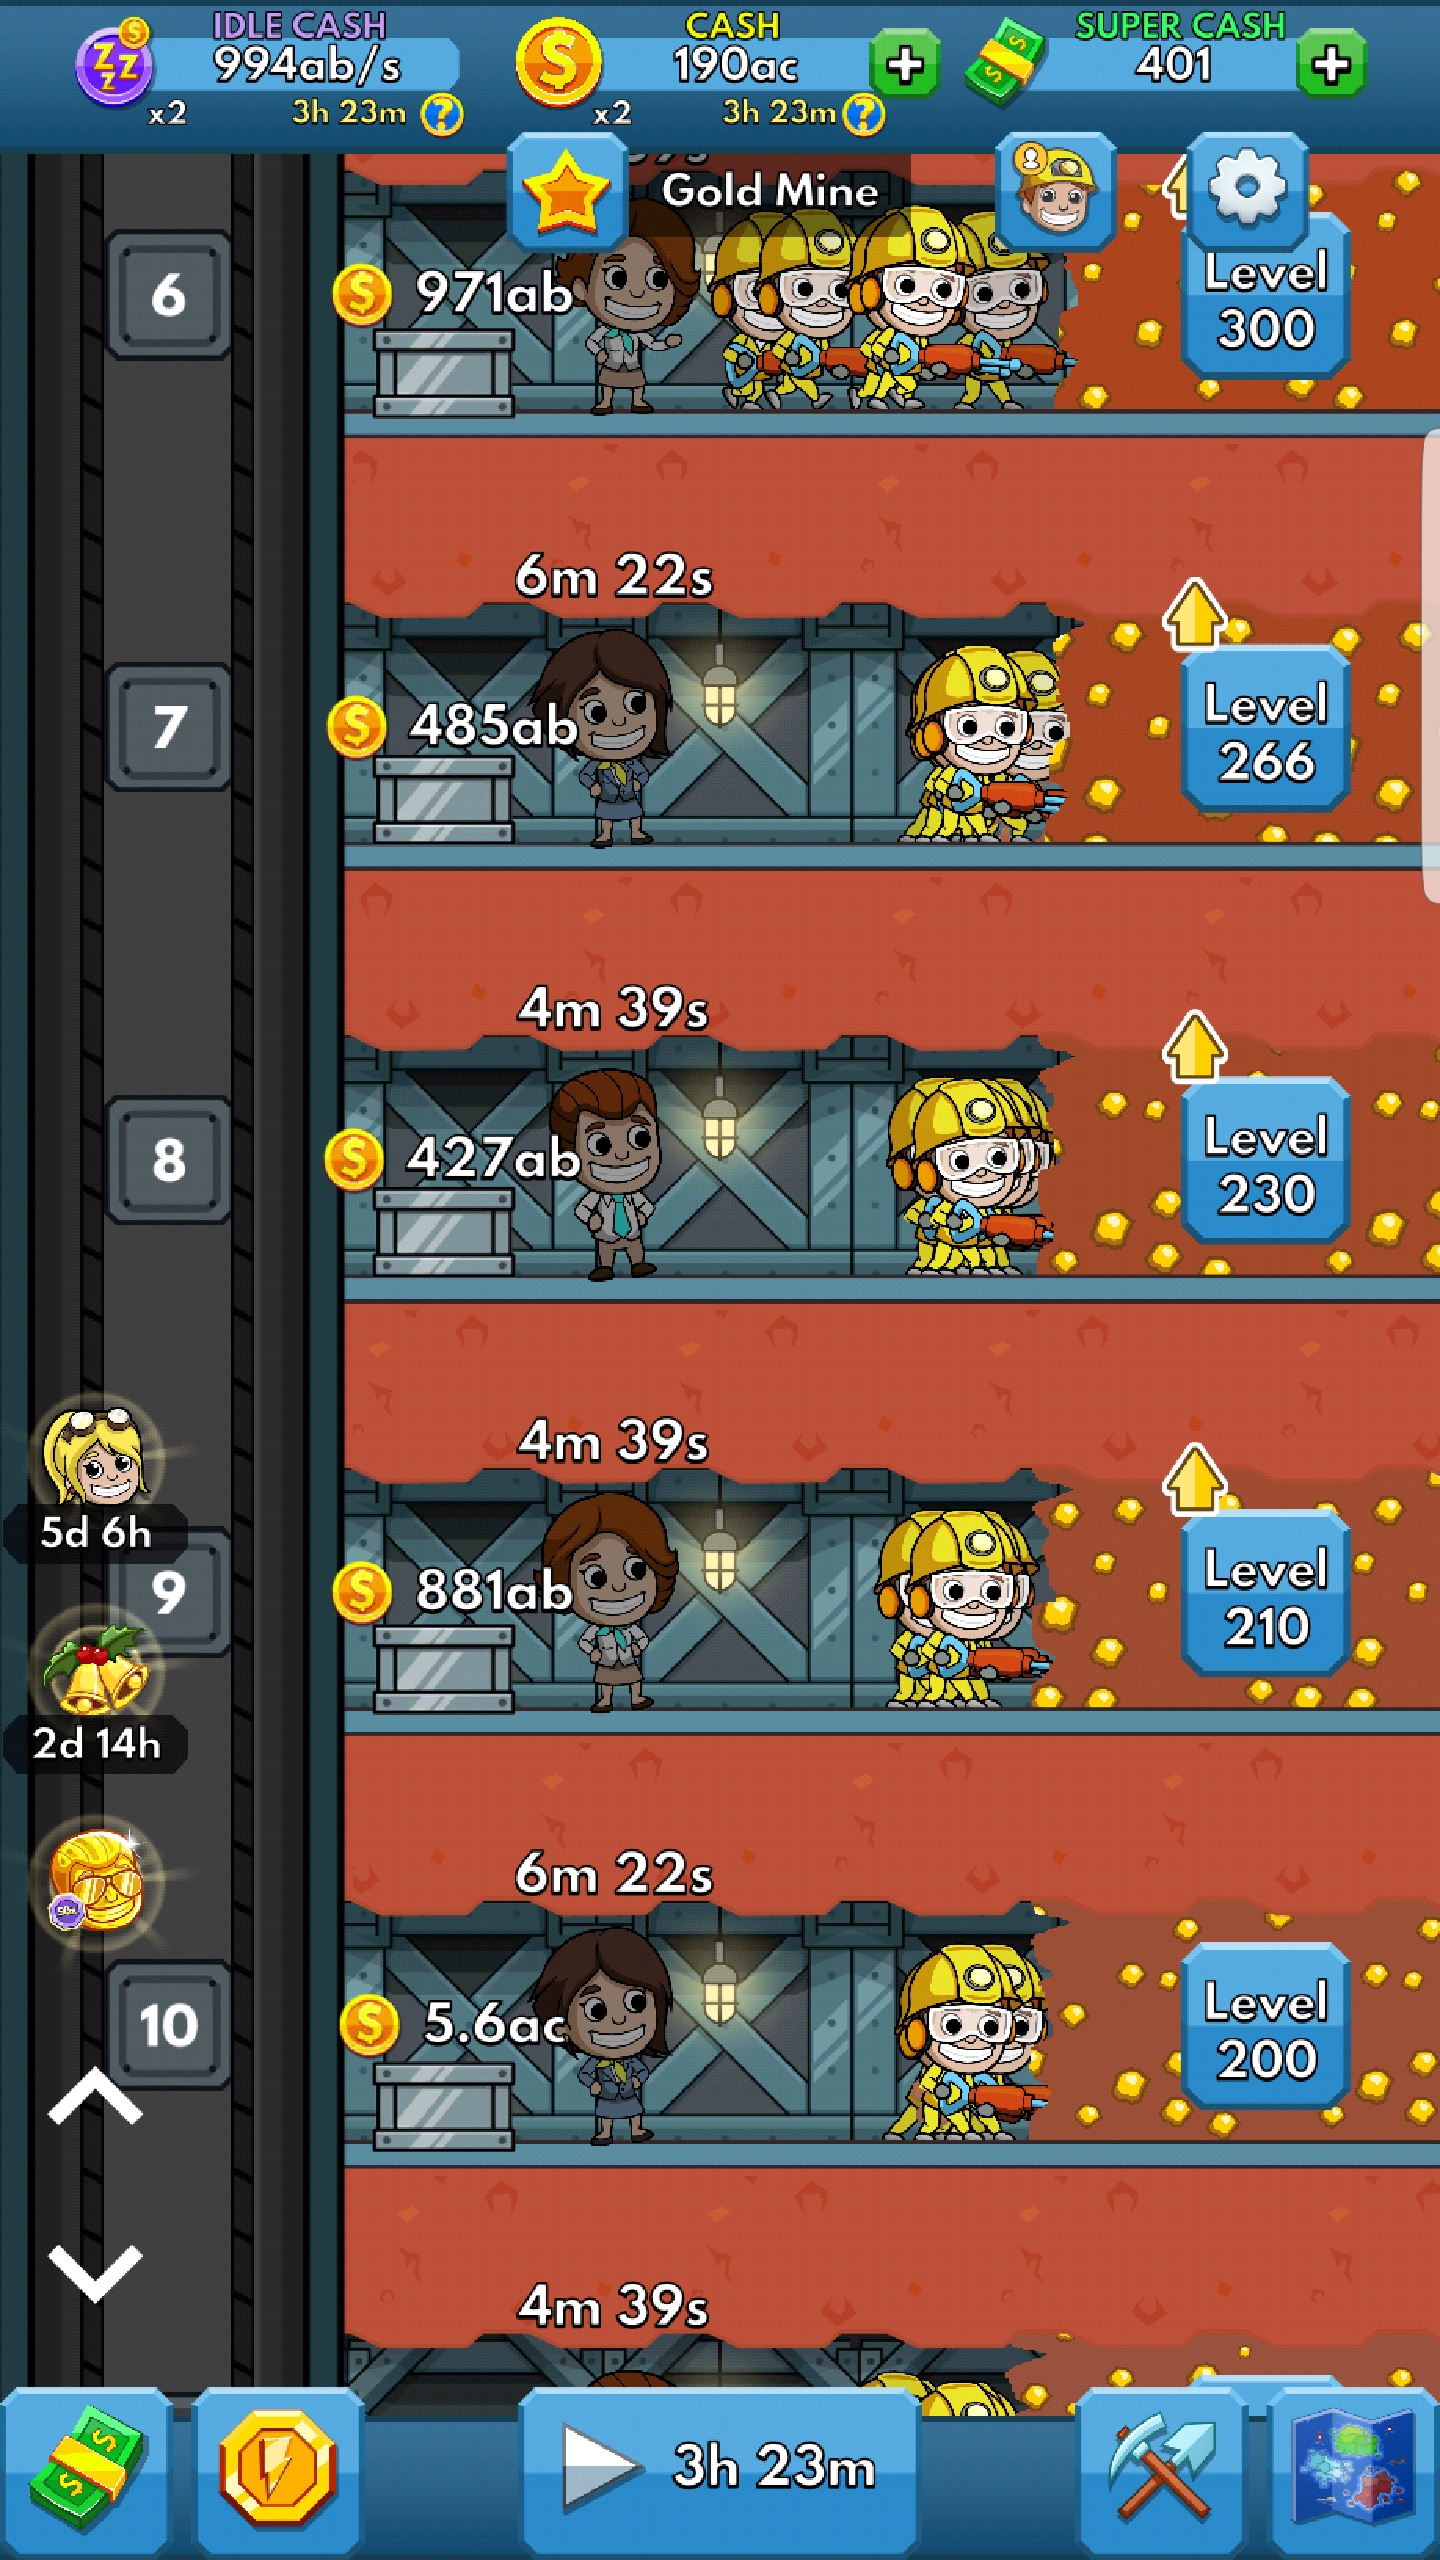 IDLE CASH
994ab/s
x2
3h 23m
?
CASH
190ac
x2
3h 23m
?
SUPER CASH
401
Gold Mine
6
971ab
Level
300
6m 22s
7
485ab
Level
266
4m 39s
8
427ab
Level
230
4m 39s
5d 6h
9
881ab
Level
210
2d 14h
6m 22s
10
5.6ac
Level
200
4m 39s
3h 23m